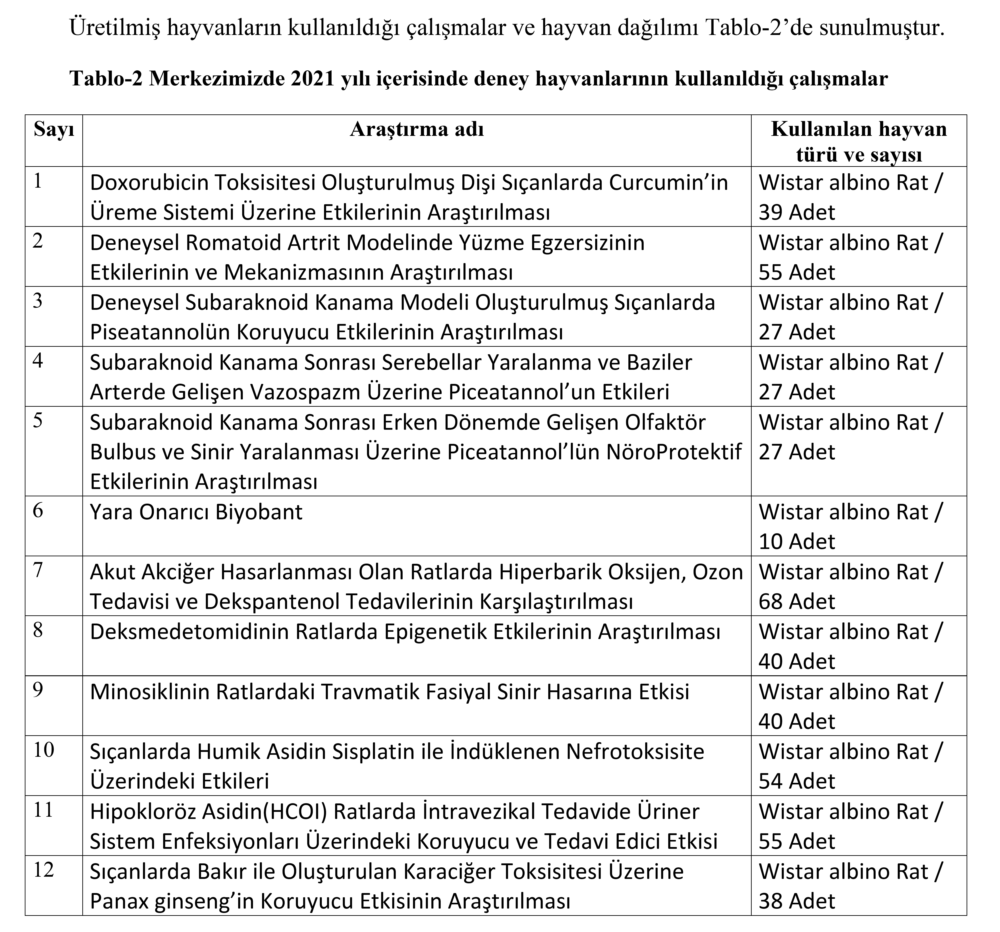 Üretilmiş hayvanların kullanıldığı çalışmalar ve hayvan dağılımı Tablo-2’de sunulmuştur.
Tablo-2 Merkezimizde 2021 yılı içerisinde deney hayvanlarının kullanıldığı çalışmalar
Sayı Araştırma adı Kullanılan hayvan
türü ve sayısı
1 Doxorubicin Toksisitesi Oluşturulmuş Dişi Sıçanlarda Curcumin’in Wistar albino Rat /
Üreme Sistemi Üzerine Etkilerinin Araştırılması 39 Adet
2 Deneysel Romatoid Artrit Modelinde Yüzme Egzersizinin Wistar albino Rat /
Etkilerinin ve Mekanizmasının Araştırılması 55 Adet
3 Deneysel Subaraknoid Kanama Modeli Oluşturulmuş Sıçanlarda Wistar albino Rat /
Piseatannolün Koruyucu Etkilerinin Araştırılması 27 Adet
4 Subaraknoid Kanama Sonrası Serebellar Yaralanma ve Baziler Wistar albino Rat /
Arterde Gelişen Vazospazm Üzerine Piceatannol’un Etkileri 27 Adet
5 Subaraknoid Kanama Sonrası Erken Dönemde Gelişen Olfaktör Wistar albino Rat /
Bulbus ve Sinir Yaralanması Üzerine Piceatannol’lün NöroProtektif 27 Adet
Etkilerinin Araştırılması
6 Yara Onarıcı Biyobant Wistar albino Rat /
10 Adet
7 Akut Akciğer Hasarlanması Olan Ratlarda Hiperbarik Oksijen, Ozon Wistar albino Rat /
Tedavisi ve Dekspantenol Tedavilerinin Karşılaştırılması 68 Adet
8 Deksmedetomidinin Ratlarda Epigenetik Etkilerinin Araştırılması Wistar albino Rat /
40 Adet
9 Minosiklinin Ratlardaki Travmatik Fasiyal Sinir Hasarına Etkisi Wistar albino Rat /
40 Adet
10 Sıçanlarda Humik Asidin Sisplatin ile İndüklenen Nefrotoksisite Wistar albino Rat /
Üzerindeki Etkileri 54 Adet
11 Hipokloröz Asidin(HCOI) Ratlarda İntravezikal Tedavide Üriner Wistar albino Rat /
Sistem Enfeksiyonları Üzerindeki Koruyucu ve Tedavi Edici Etkisi 55 Adet
12 Sıçanlarda Bakır ile Oluşturulan Karaciğer Toksisitesi Üzerine Wistar albino Rat /
Panax ginseng’in Koruyucu Etkisinin Araştırılması 38 Adet